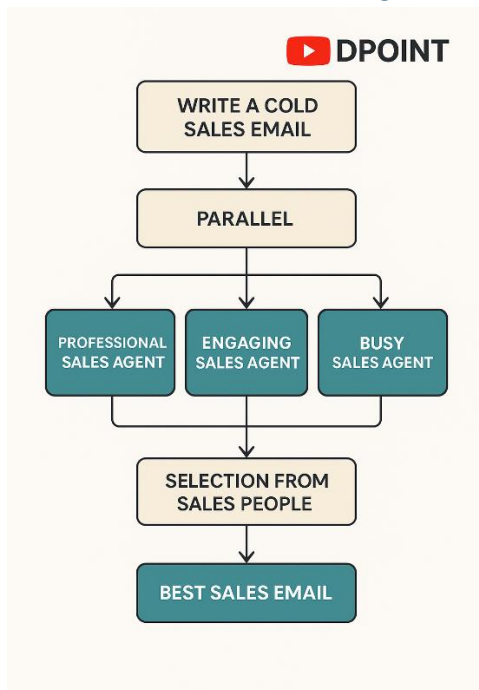 DPOINT
WRITE A COLD
SALES EMAIL
PARALLEL
PROFESSIONAL
SALES AGENT
ENGAGING
SALES AGENT
BUSY
SALES AGENT
SELECTION FROM
SALES PEOPLE
BEST SALES EMAIL